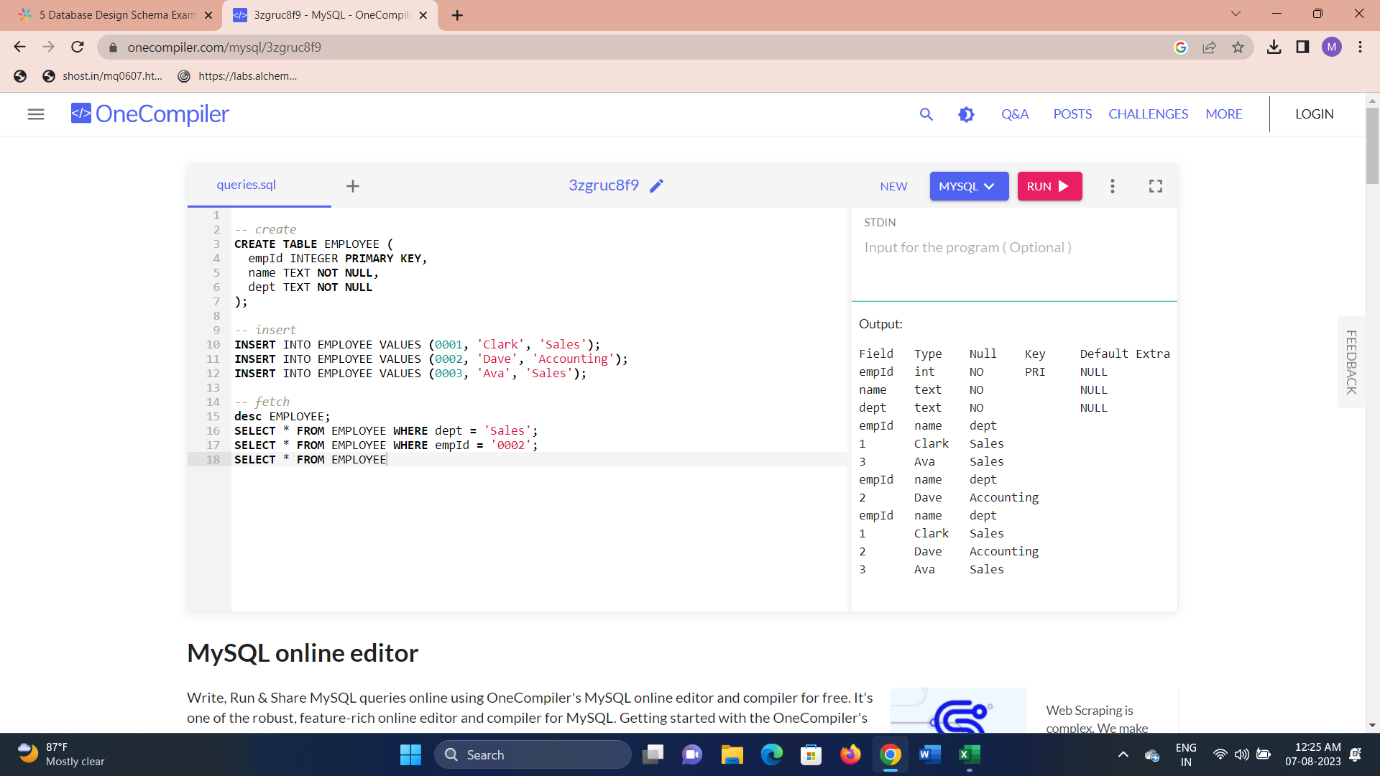 5 Database Design Schema Exam
3zgruc8f9 - MySQL - OneCompile
onecompiler.com/mysql/3zgruc8f9
M
shost.in/mq0607.ht...
https://labs.alchem...
OneCompiler
Q&A
POSTS
CHALLENGES
MORE
LOGIN
queries.sql
3zgruc8f9
NEW
MYSQL
RUN
1
2 -- create
3 CREATE TABLE EMPLOYEE (
4 empId INTEGER PRIMARY KEY,
5 name TEXT NOT NULL,
6 dept TEXT NOT NULL
7 );
8
9 -- insert
10 INSERT INTO EMPLOYEE VALUES (0001, 'Clark', 'Sales');
11 INSERT INTO EMPLOYEE VALUES (0002, 'Dave', 'Accounting');
12 INSERT INTO EMPLOYEE VALUES (0003, 'Ava', 'Sales');
13
14 -- fetch
15 desc EMPLOYEE;
16 SELECT * FROM EMPLOYEE WHERE dept = 'Sales';
17 SELECT * FROM EMPLOYEE WHERE empId = '0002';
18 SELECT * FROM EMPLOYEE
STDIN
Input for the program ( Optional )
Output:
Field Type Null Key Default Extra
empId int NO PRI NULL
name text NO NULL
dept text NO NULL
empId name dept
1 Clark Sales
3 Ava Sales
empId name dept
2 Dave Accounting
empId name dept
1 Clark Sales
2 Dave Accounting
3 Ava Sales
FEEDBACK
MySQL online editor
Write, Run & Share MySQL queries online using OneCompiler's MySQL online editor and compiler for free. It's
one of the robust, feature-rich online editor and compiler for MySQL. Getting started with the OneCompiler's
Web Scraping is
complex. We make
87°F
Mostly clear
Search
ENG
IN
12:25 AM
07-08-2023